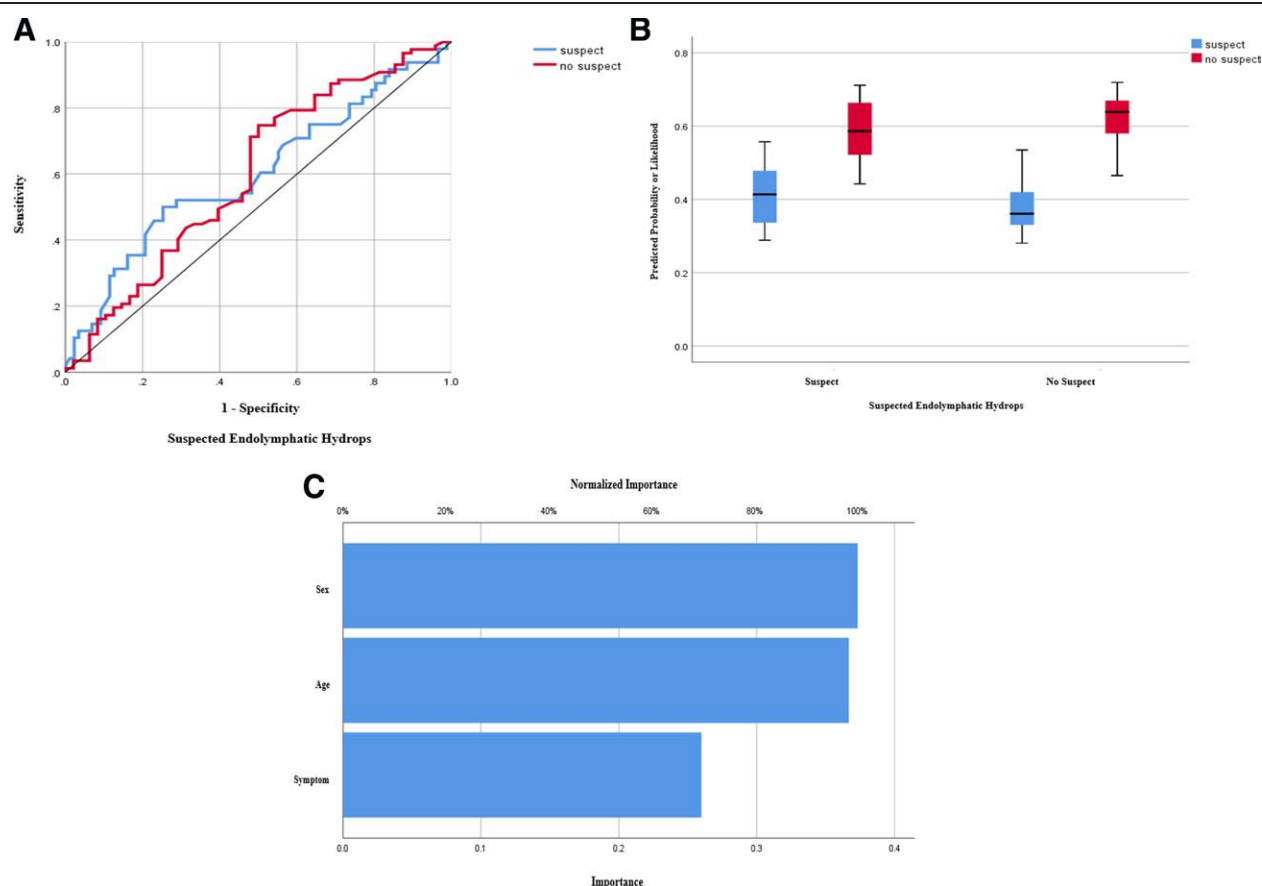 A
suspect
no suspect
1.0
.8
.6
.4
.2
.0
Sensitivity
.0 .2 .4 .6 .8 1.0
1 - Specificity
Suspected Endolymphatic Hydrops
B
suspect
no suspect
0.8
0.6
0.4
0.2
0.0
Predicted Probability or Likelihood
Suspect No Suspect
Suspected Endolymphatic Hydrops
C
Normalized Importance
0% 20% 40% 60% 80% 100%
Sex
Age
Symptom
0.0 0.1 0.2 0.3 0.4
Importance